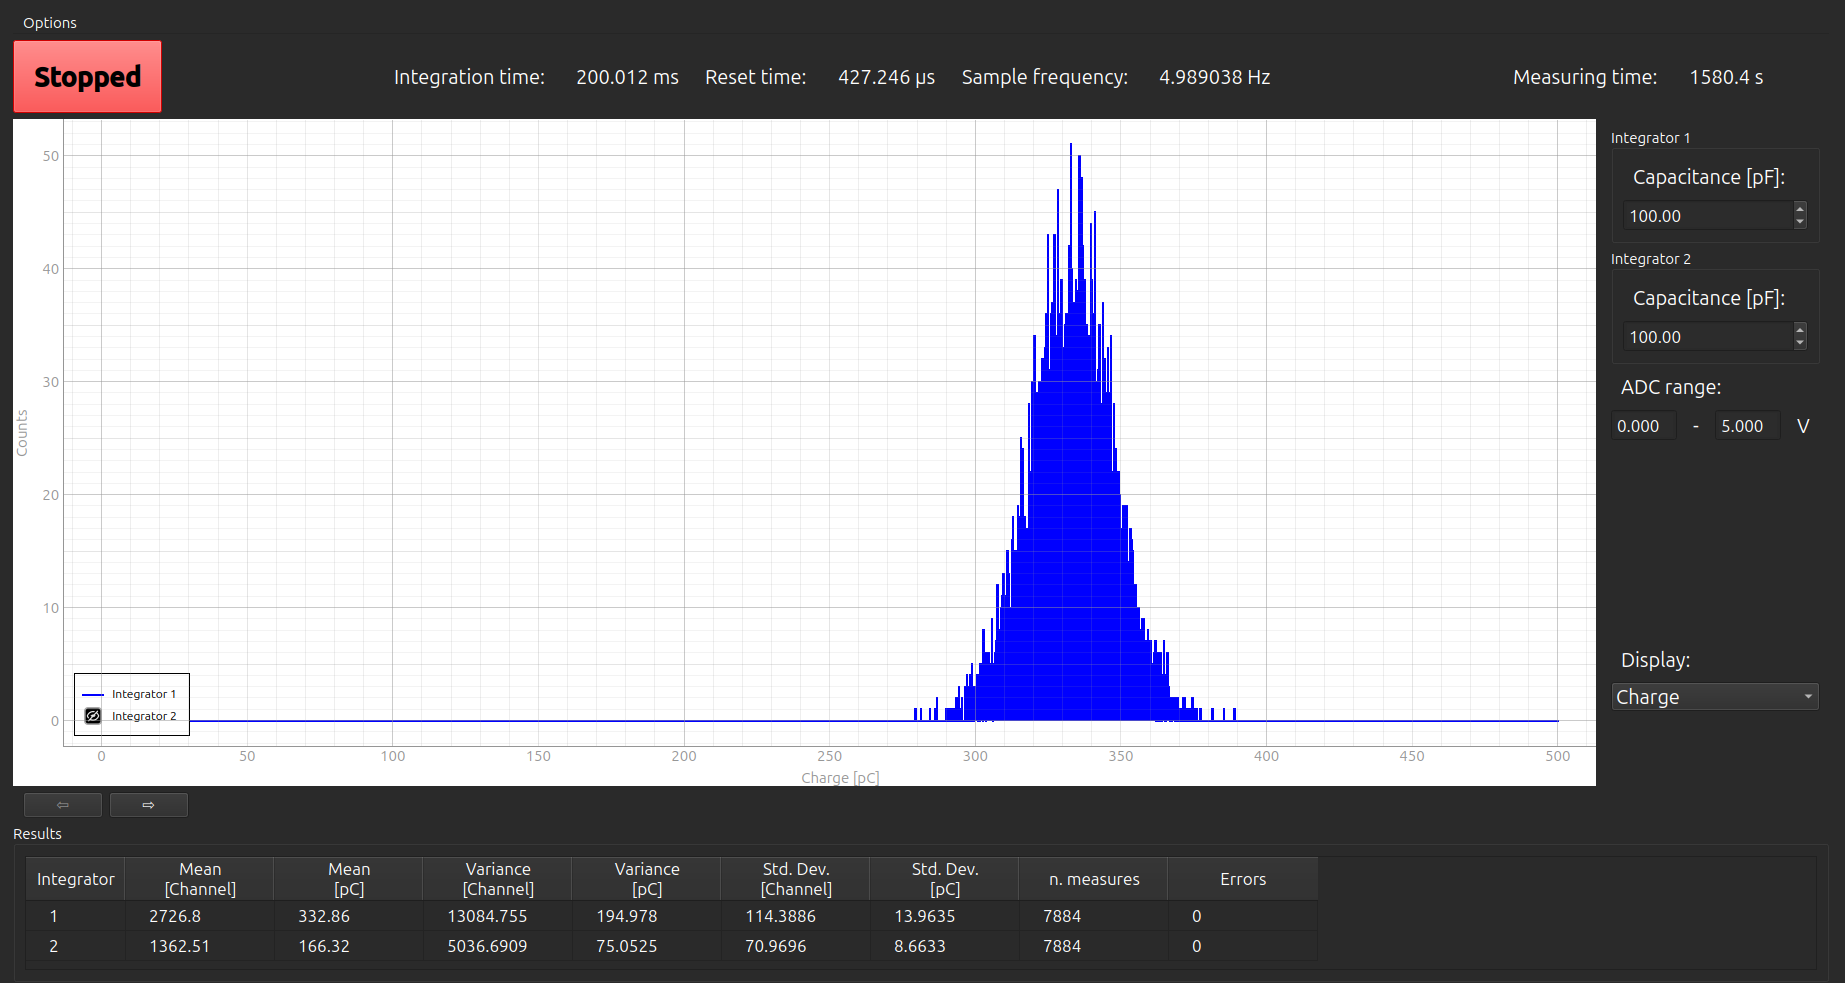 Options
Stopped
Integration time: 200.012 ms Reset time: 427.246 µs Sample frequency: 4.989038 Hz Measuring time: 1580.4 s
50
40
30
20
10
0
Counts
Integrator 1
Integrator 2
0 50 100 150 200 250 300 350 400 450 500
Charge [pC]
Integrator 1
Capacitance [pF]:
100.00
Integrator 2
Capacitance [pF]:
100.00
ADC range:
0.000 - 5.000 V
Display:
Charge
⇦ ⇨
Results
Integrator Mean [Channel] Mean [pC] Variance [Channel] Variance [pC] Std. Dev. [Channel] Std. Dev. [pC] n. measures Errors
1 2726.8 332.86 13084.755 194.978 114.3886 13.9635 7884 0
2 1362.51 166.32 5036.6909 75.0525 70.9696 8.6633 7884 0